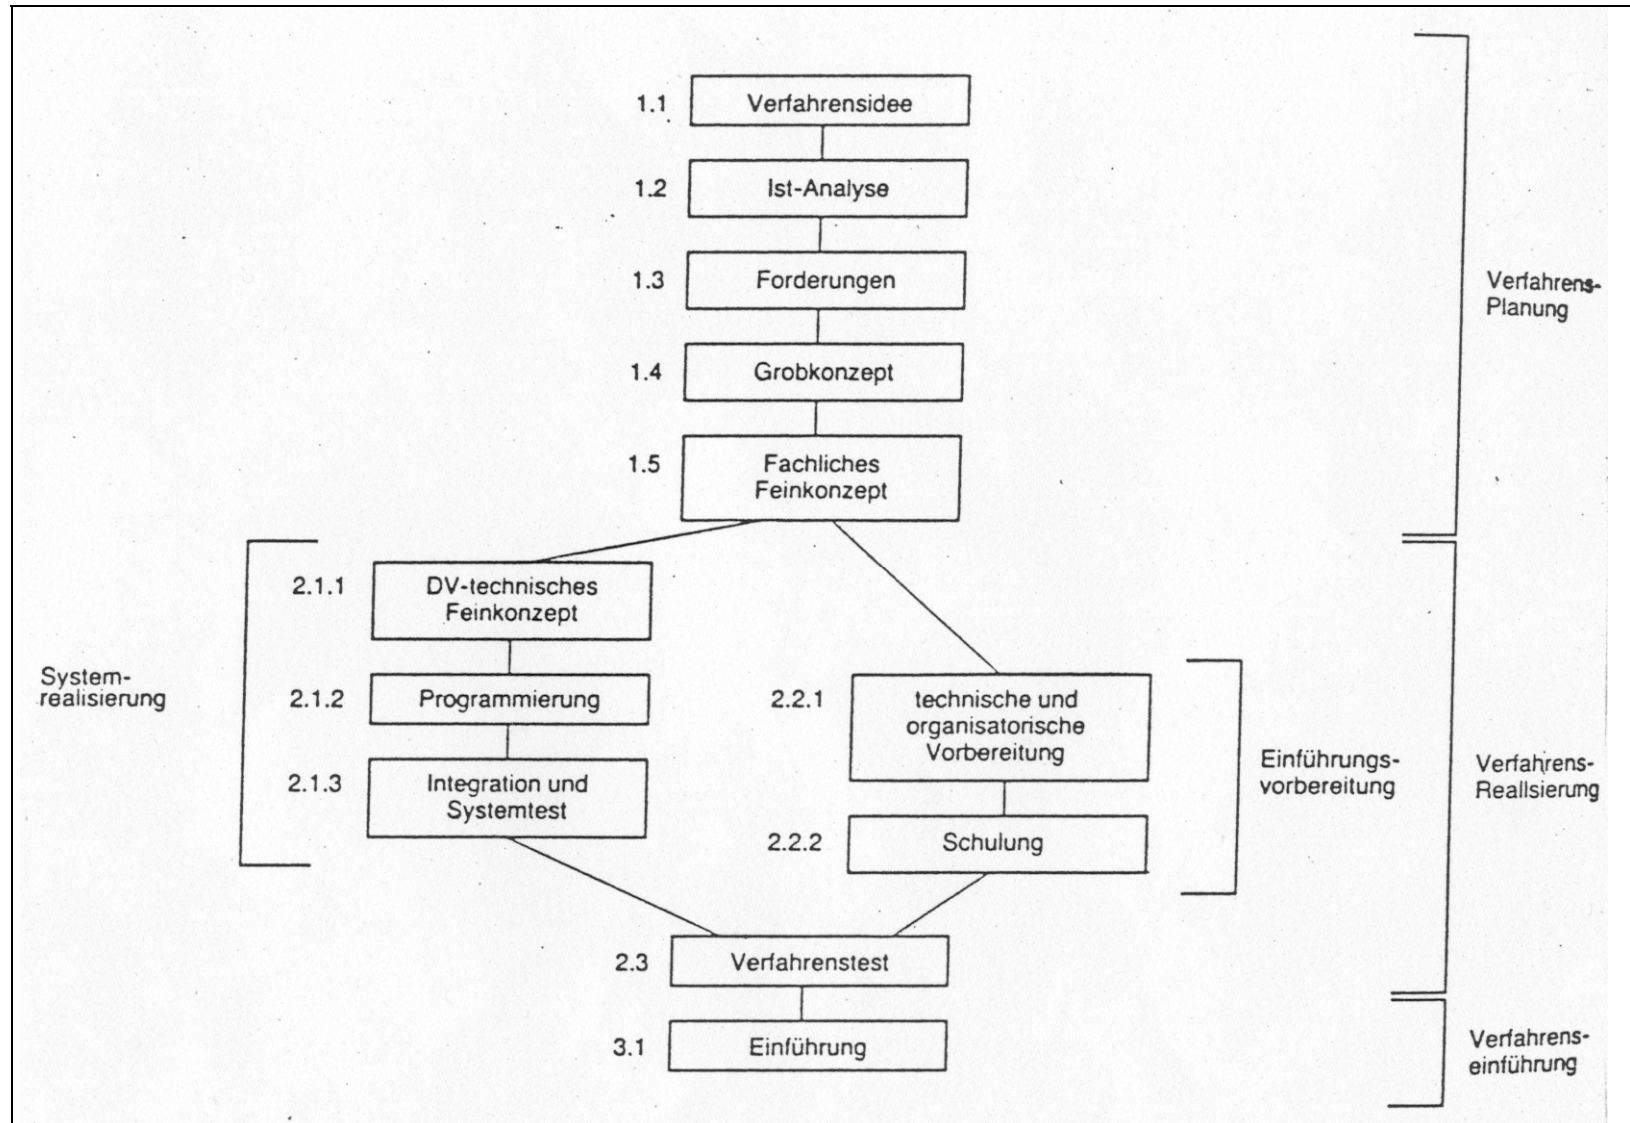 1.1 Verfahrensidee
1.2 Ist-Analyse
1.3 Forderungen
Verfahrens-
Planung
1.4 Grobkonzept
1.5 Fachliches
Feinkonzept
2.1.1 DV-technisches
Feinkonzept
System-
realisierung
2.1.2 Programmierung
2.1.3 Integration und
Systemtest
2.2.1 technische und
organisatorische
Vorbereitung
2.2.2 Schulung
Einführungs-
vorbereitung
Verfahrens-
Reallsierung
2.3 Verfahrenstest
3.1 Einführung
Verfahrens-
einführung